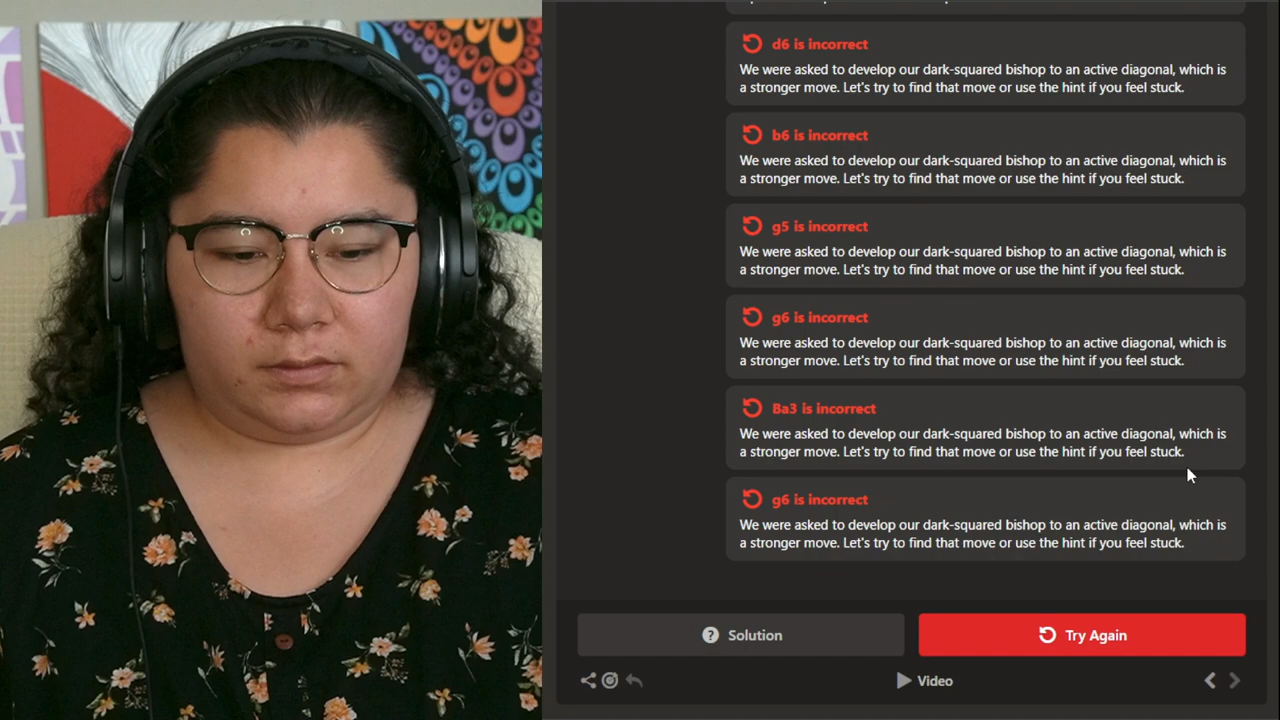 d6 is incorrect
We were asked to develop our dark-squared bishop to an active diagonal, which is
a stronger move. Let's try to find that move or use the hint if you feel stuck.
b6 is incorrect
We were asked to develop our dark-squared bishop to an active diagonal, which is
a stronger move. Let's try to find that move or use the hint if you feel stuck.
g5 is incorrect
We were asked to develop our dark-squared bishop to an active diagonal, which is
a stronger move. Let's try to find that move or use the hint if you feel stuck.
g6 is incorrect
We were asked to develop our dark-squared bishop to an active diagonal, which is
a stronger move. Let's try to find that move or use the hint if you feel stuck.
Ba3 is incorrect
We were asked to develop our dark-squared bishop to an active diagonal, which is
a stronger move. Let's try to find that move or use the hint if you feel stuck.
g6 is incorrect
We were asked to develop our dark-squared bishop to an active diagonal, which is
a stronger move. Let's try to find that move or use the hint if you feel stuck.
Solution
Try Again
Video